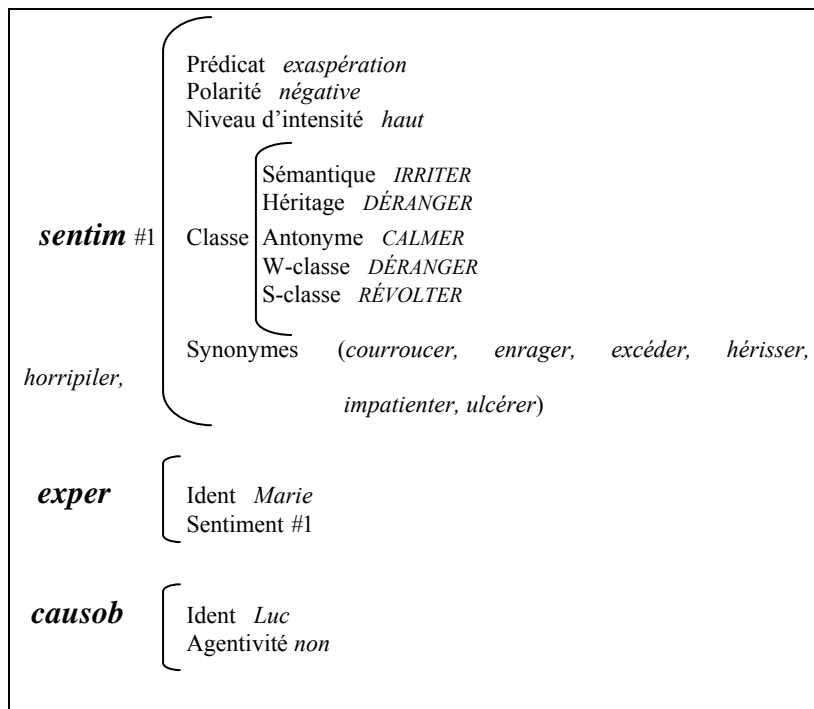 Prédicat exaspération
Polarité négative
Niveau d’intensité haut
Sémantique IRRITER
Héritage DÉRANGER
sentim #1 Classe Antonyme CALMER
W-classe DÉRANGER
S-classe RÉVOLTER
Synonymes (courroucer, enrager, excéder, hérisser,
horripiler,
impatienter, ulcérer)
exper Ident Marie
Sentiment #1
causob Ident Luc
Agentivité non